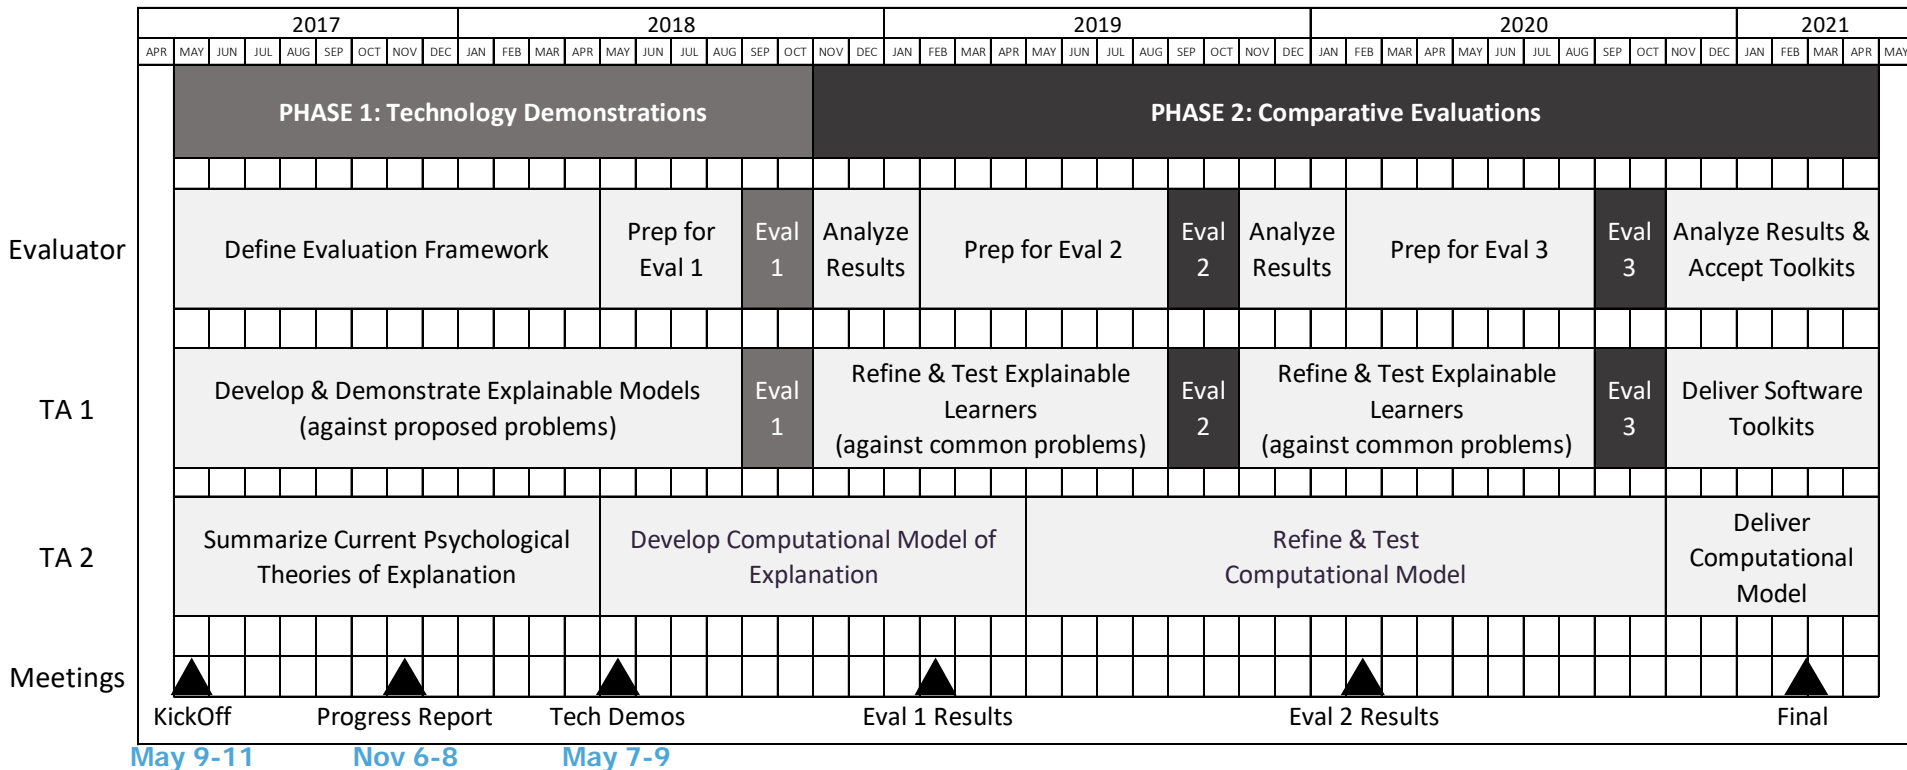 2017 2018 2019 2020 2021
APR MAY JUN JUL AUG SEP OCT NOV DEC JAN FEB MAR APR MAY JUN JUL AUG SEP OCT NOV DEC JAN FEB MAR APR MAY JUN JUL AUG SEP OCT NOV DEC JAN FEB MAR APR MAY JUN JUL AUG SEP OCT NOV DEC JAN FEB MAR APR MAY
PHASE 1: Technology Demonstrations
PHASE 2: Comparative Evaluations
Evaluator
Define Evaluation Framework
Prep for
Eval 1
Eval
1
Analyze
Results
Prep for Eval 2
Eval
2
Analyze
Results
Prep for Eval 3
Eval
3
Analyze Results &
Accept Toolkits
TA 1
Develop & Demonstrate Explainable Models
(against proposed problems)
Eval
1
Refine & Test Explainable
Learners
(against common problems)
Eval
2
Refine & Test Explainable
Learners
(against common problems)
Eval
3
Deliver Software
Toolkits
TA 2
Summarize Current Psychological
Theories of Explanation
Develop Computational Model of
Explanation
Refine & Test
Computational Model
Deliver
Computational
Model
Meetings
KickOff
Progress Report
Tech Demos
Eval 1 Results
Eval 2 Results
Final
May 9-11
Nov 6-8
May 7-9